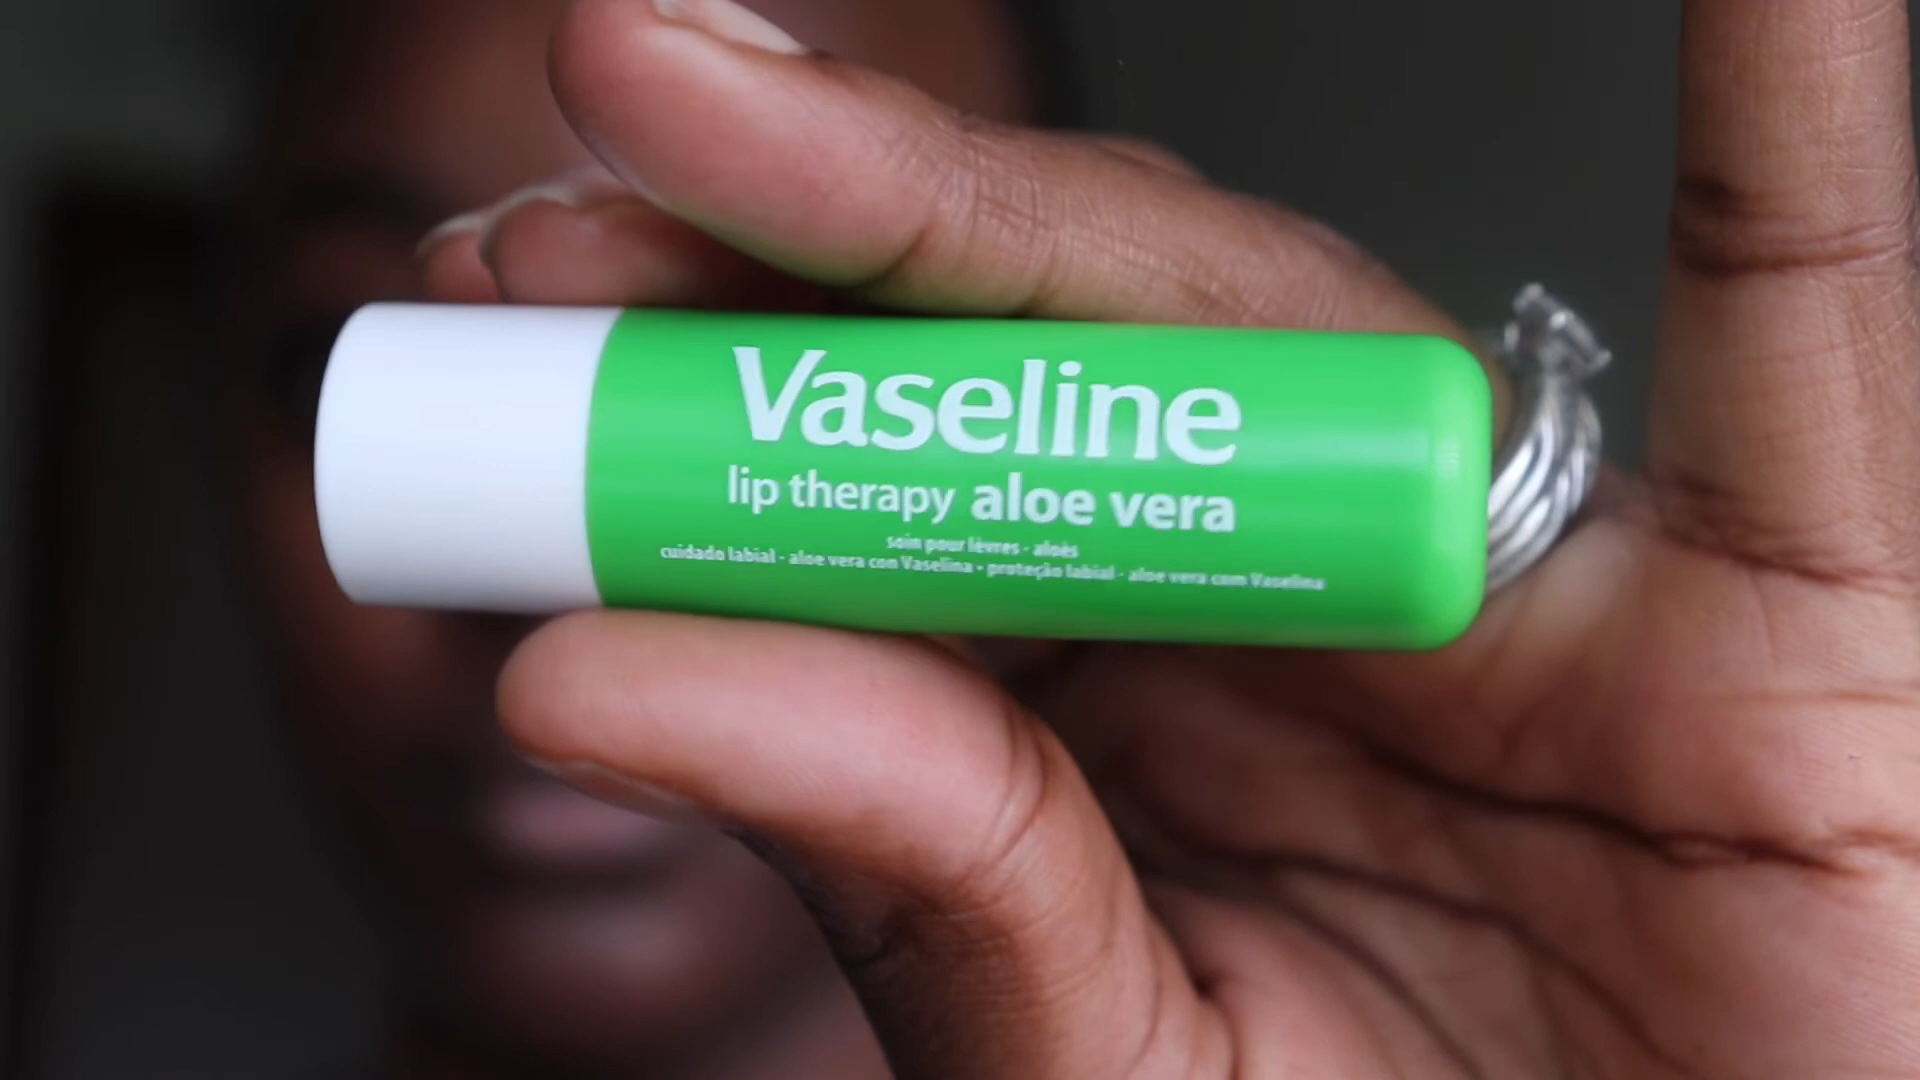 Vaseline
lip therapy aloe vera
soin pour lèvres - aloès
cuidado labial - aloe vera con Vaselina - proteção labial - aloe vera com Vaselina